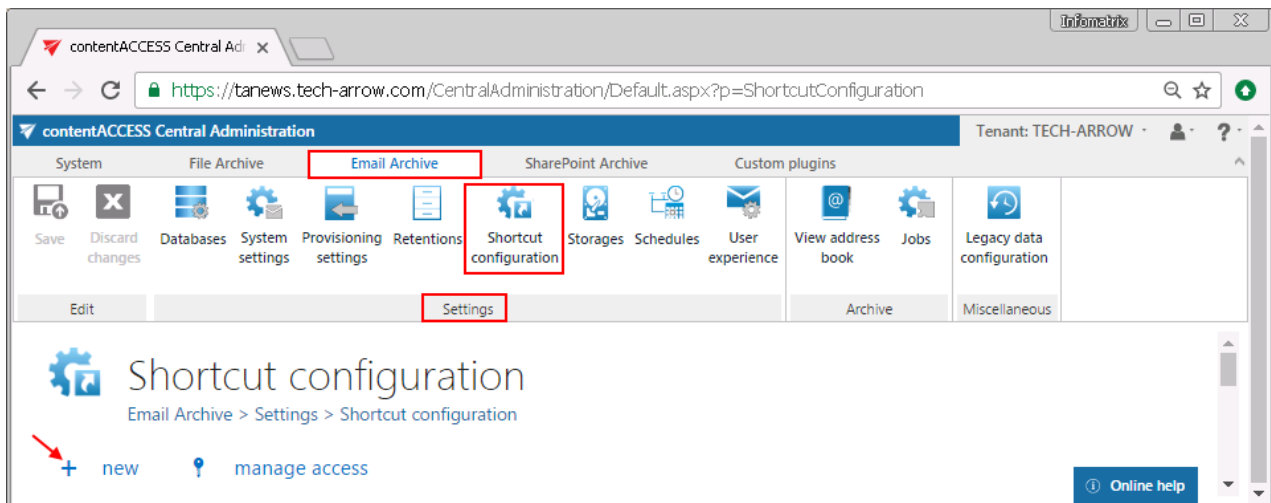 Infomatrix
contentACCESS Central Adr
https://tanews.tech-arrow.com/CentralAdministration/Default.aspx?p=ShortcutConfiguration
contentACCESS Central Administration Tenant: TECH-ARROW ?
System File Archive Email Archive SharePoint Archive Custom plugins
Save Discard changes Databases System settings Provisioning settings Retentions Shortcut configuration Storages Schedules User experience View address book Jobs Legacy data configuration
Edit Settings Archive Miscellaneous
Shortcut configuration
Email Archive > Settings > Shortcut configuration
+ new manage access
Online help